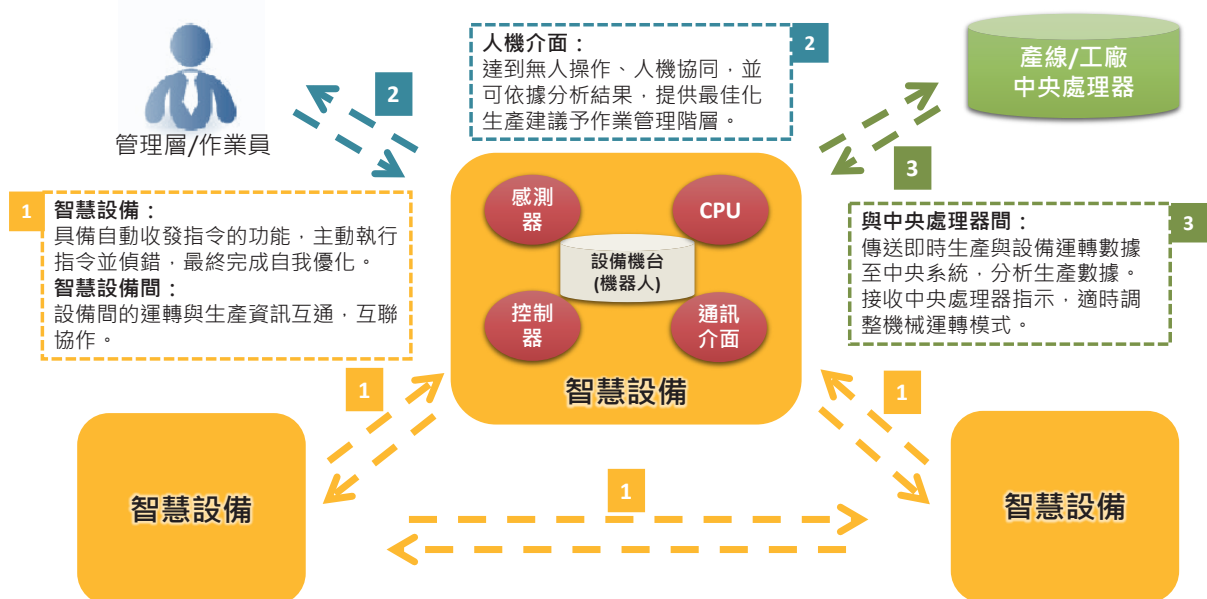 管理層/作業員
2
人機介面：
達到無人操作、人機協同，並
可依據分析結果，提供最佳化
生產建議予作業管理階層。
2
產線/工廠
中央處理器
3
1
智慧設備：
具備自動收發指令的功能，主動執行
指令並偵錯，最終完成自我優化。
智慧設備間：
設備間的運轉與生產資訊互通，互聯
協作。
感測
器
CPU
設備機台
(機器人)
控制
器
通訊
介面
智慧設備
與中央處理器間：
傳送即時生產與設備運轉數據
至中央系統，分析生產數據。
接收中央處理器指示，適時調
整機械運轉模式。
3
1
1
智慧設備
1
智慧設備